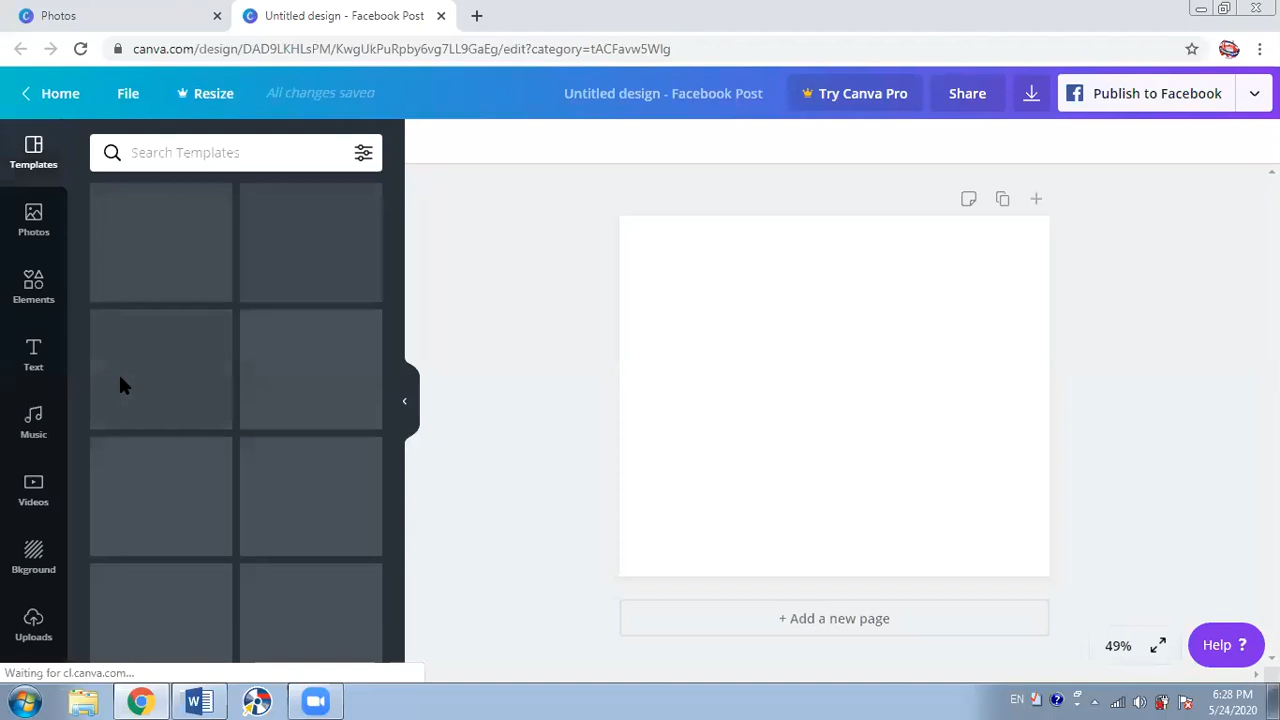 Photos
Untitled design - Facebook Post
canva.com/design/DAD9LKHLsPM/KwgUkPuRpby6vg7LL9GaEg/edit?category=tACFavw5WIg
Home
File
Resize
All changes saved
Untitled design - Facebook Post
Try Canva Pro
Share
Publish to Facebook
Templates
Search Templates
Photos
Elements
Text
Music
Videos
Bkground
Uploads
+ Add a new page
49%
Help ?
Waiting for cl.canva.com...
EN
6:28 PM
5/24/2020